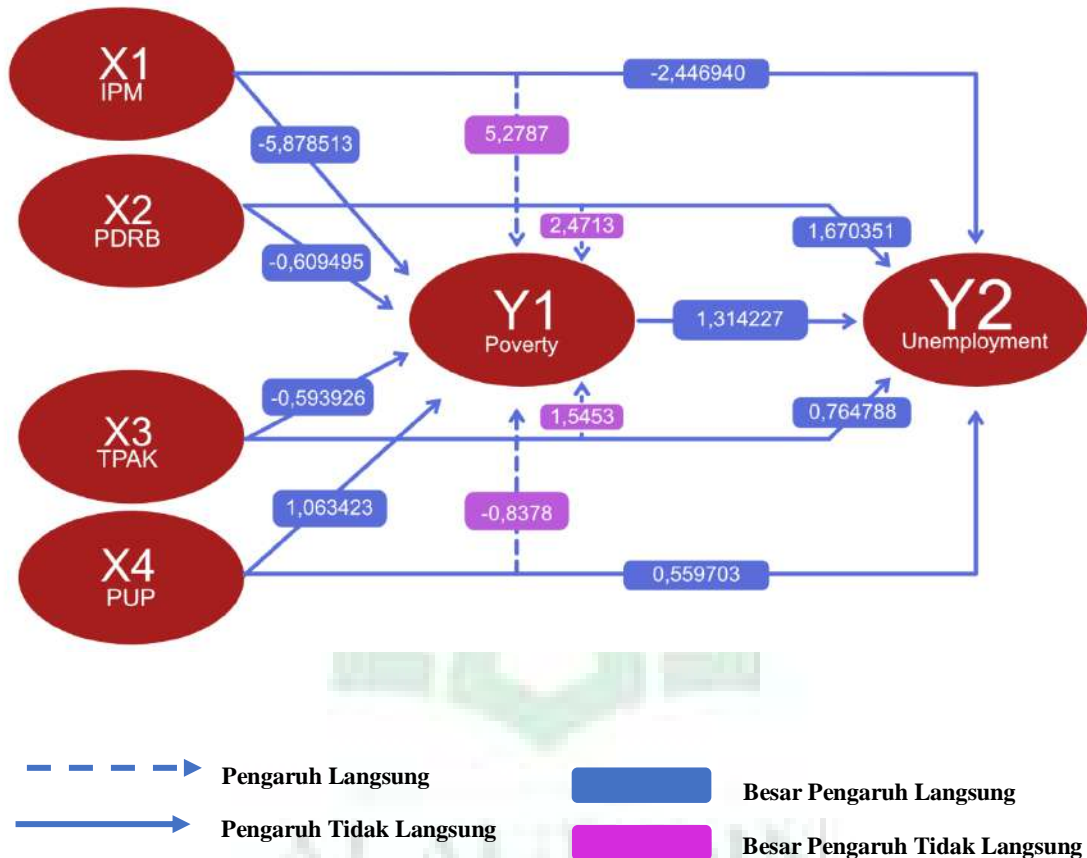 X1
IPM
-2,446940
5,2787
-5,878513
X2
PDRB
2,4713
1,670351
-0,609495
Y1
Poverty
1,314227
Y2
Unemployment
-0,593926
1,5453
0,764788
X3
TPAK
1,063423
-0,8378
X4
PUP
0,559703
Pengaruh Langsung
Besar Pengaruh Langsung
Pengaruh Tidak Langsung
Besar Pengaruh Tidak Langsung